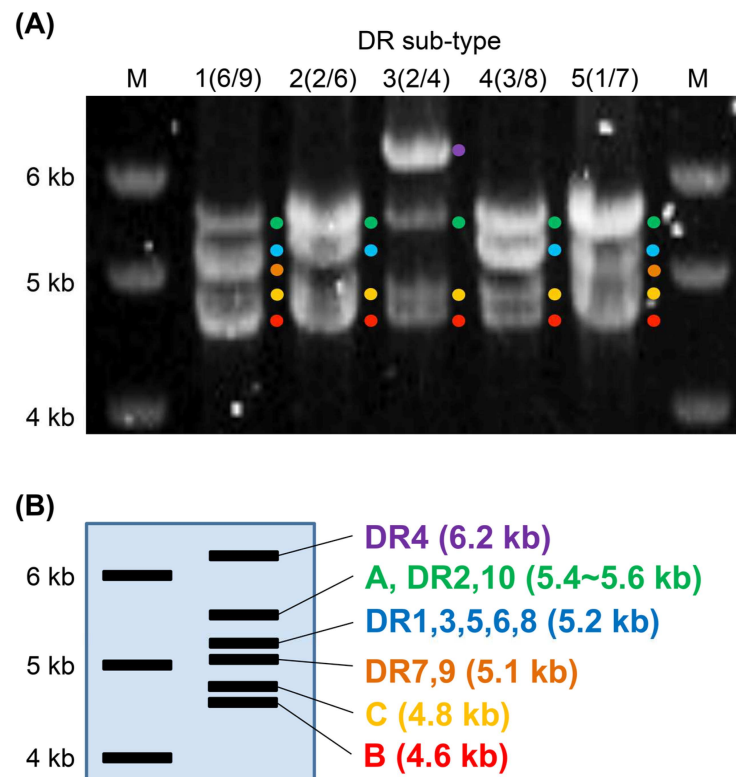 (A)
DR sub-type
M 1(6/9) 2(2/6) 3(2/4) 4(3/8) 5(1/7) M
6 kb
5 kb
4 kb
(B)
DR4 (6.2 kb)
6 kb
A, DR2,10 (5.4~5.6 kb)
DR1,3,5,6,8 (5.2 kb)
5 kb
DR7,9 (5.1 kb)
C (4.8 kb)
4 kb
B (4.6 kb)